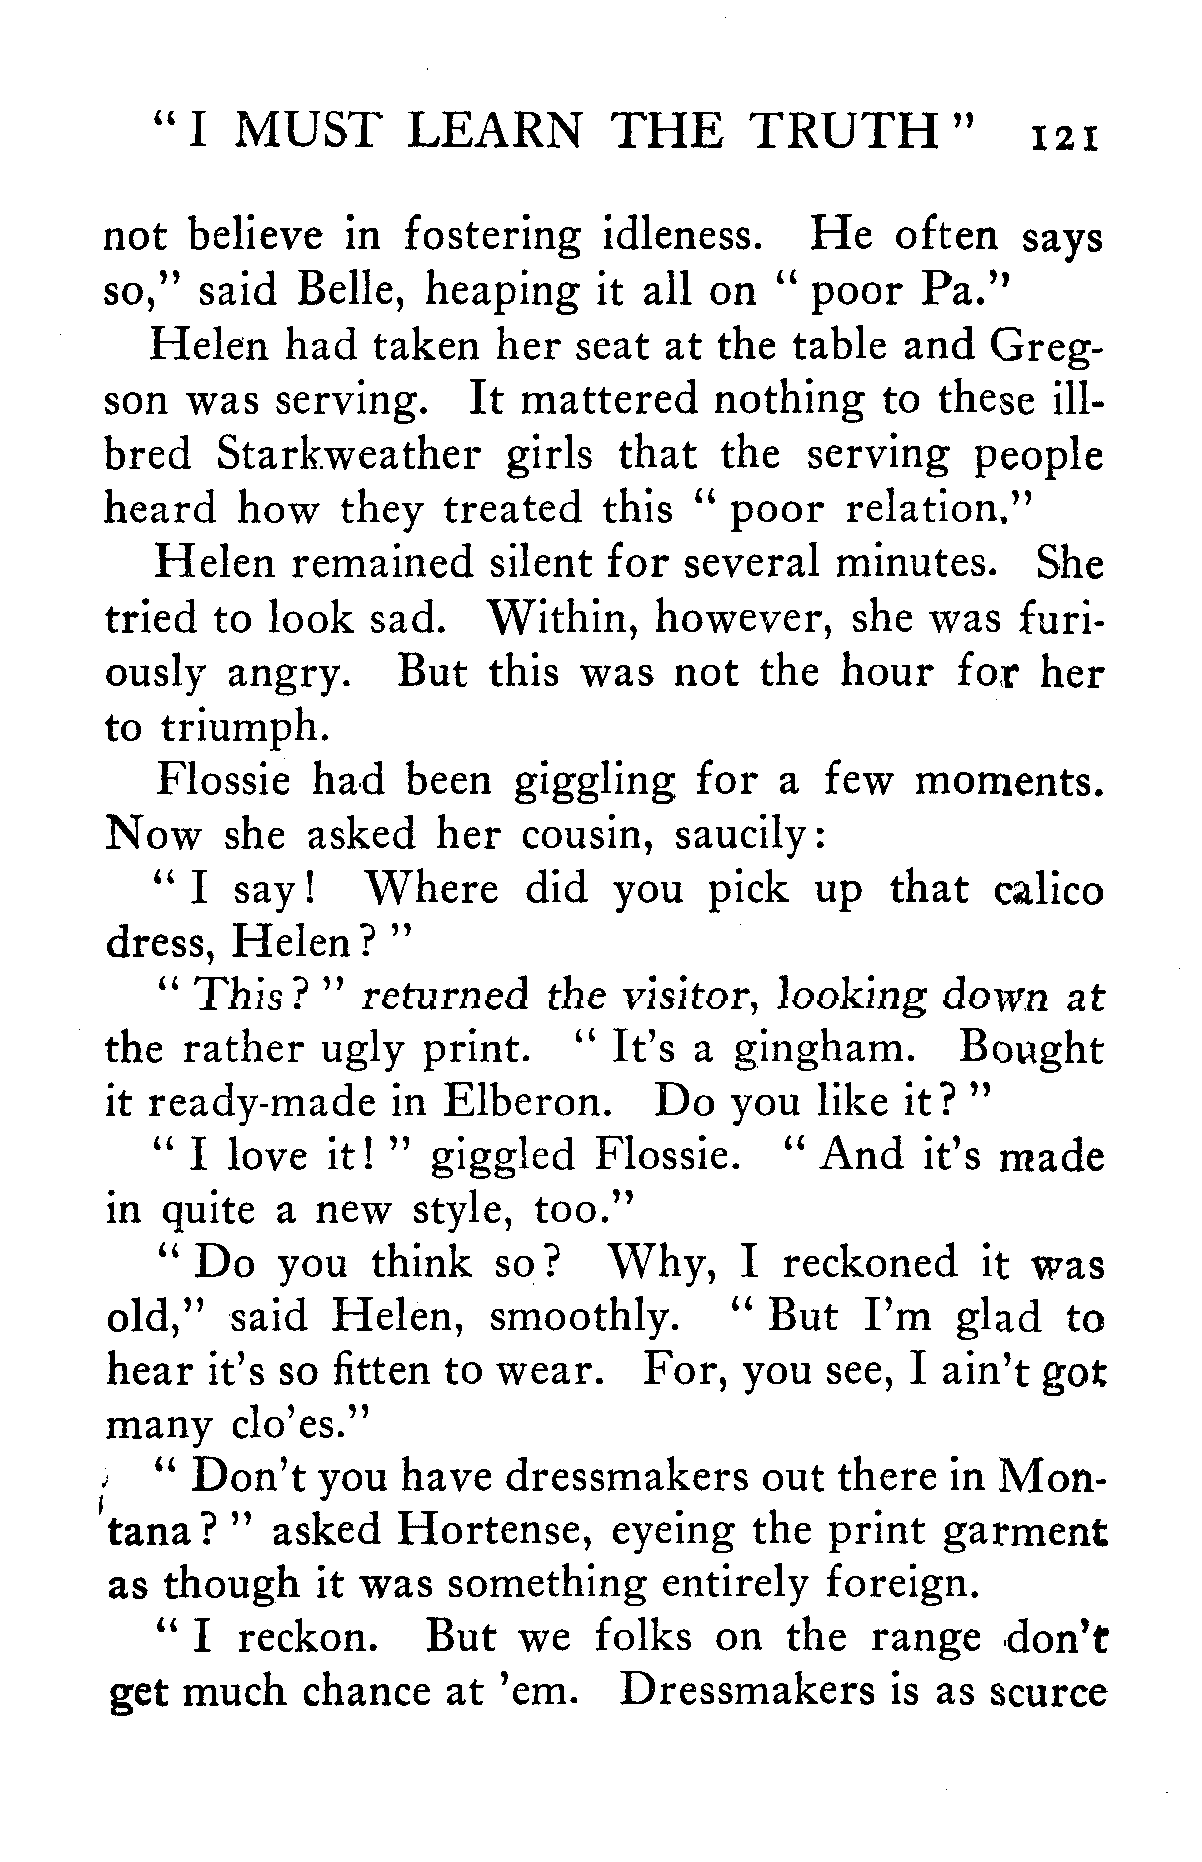 “ I MUST LEARN THE TRUTH ” 121
not believe in fostering idleness. He often says
so,” said Belle, heaping it all on “ poor Pa.”
Helen had taken her seat at the table and Greg-
son was serving. It mattered nothing to these ill-
bred Starkweather girls that the serving people
heard how they treated this “ poor relation.”
Helen remained silent for several minutes. She
tried to look sad. Within, however, she was furi-
ously angry. But this was not the hour for her
to triumph.
Flossie had been giggling for a few moments.
Now she asked her cousin, saucily:
“ I say! Where did you pick up that calico
dress, Helen? ”
“ This? ” returned the visitor, looking down at
the rather ugly print. “ It’s a gingham. Bought
it ready-made in Elberon. Do you like it? ”
“ I love it! ” giggled Flossie. “ And it’s made
in quite a new style, too.”
“ Do you think so? Why, I reckoned it was
old,” said Helen, smoothly. “ But I’m glad to
hear it’s so fitten to wear. For, you see, I ain’t got
many clo’es.”
“ Don’t you have dressmakers out there in Mon-
tana? ” asked Hortense, eyeing the print garment
as though it was something entirely foreign.
“ I reckon. But we folks on the range don’t
get much chance at ’em. Dressmakers is as scurce